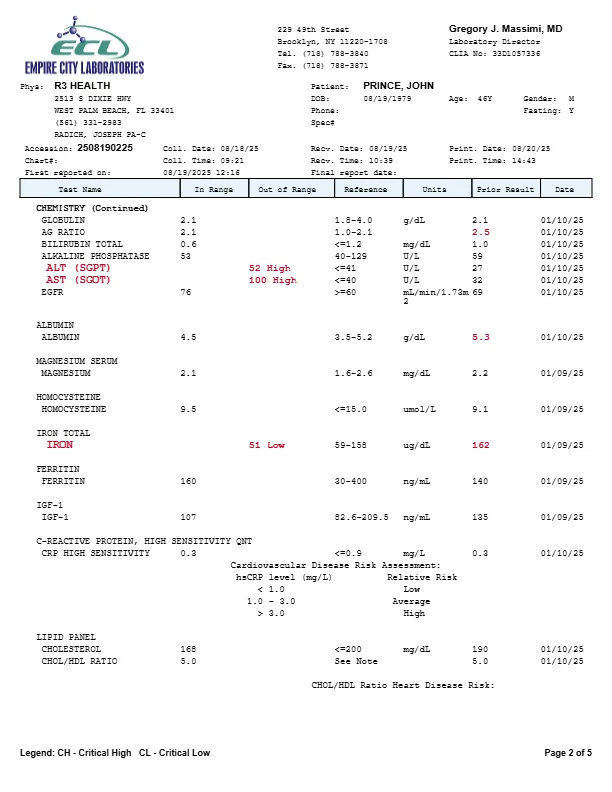 ECL
EMPIRE CITY LABORATORIES
229 49th Street
Brooklyn, NY 11220-1708
Tel. (718) 788-3840
Fax. (718) 788-3871
Gregory J. Massimi, MD
Laboratory Director
CLIA No: 33D1057336
Phys: R3 HEALTH
2513 S DIXIE HWY
WEST PALM BEACH, FL 33401
(561) 331-2983
RADICH, JOSEPH PA-C
Patient: PRINCE, JOHN
DOB: 08/19/1979 Age: 46Y Gender: M
Phone: Fasting: Y
Spec#
Accession: 2508190225 Coll. Date: 08/18/25 Recv. Date: 08/19/25 Print. Date: 08/20/25
Chart#: Coll. Time: 09:21 Recv. Time: 10:39 Print. Time: 14:43
First reported on: 08/19/2025 12:16 Final report date:
Test Name In Range Out of Range Reference Units Prior Result Date
CHEMISTRY (Continued)
GLOBULIN 2.1 1.8-4.0 g/dL 2.1 01/10/25
AG RATIO 2.1 1.0-2.1 2.5 01/10/25
BILIRUBIN TOTAL 0.6 <=1.2 mg/dL 1.0 01/10/25
ALKALINE PHOSPHATASE 53 40-129 U/L 59 01/10/25
ALT (SGPT) 52 High <=41 U/L 27 01/10/25
AST (SGOT) 100 High <=40 U/L 32 01/10/25
EGFR 76 >=60 mL/min/1.73m 69 01/10/25
2
ALBUMIN
ALBUMIN 4.5 3.5-5.2 g/dL 5.3 01/10/25
MAGNESIUM SERUM
MAGNESIUM 2.1 1.6-2.6 mg/dL 2.2 01/09/25
HOMOCYSTEINE
HOMOCYSTEINE 9.5 <=15.0 umol/L 9.1 01/09/25
IRON TOTAL
IRON 51 Low 59-158 ug/dL 162 01/09/25
FERRITIN
FERRITIN 160 30-400 ng/mL 140 01/09/25
IGF-1
IGF-1 107 82.6-209.5 ng/mL 135 01/09/25
C-REACTIVE PROTEIN, HIGH SENSITIVITY QNT
CRP HIGH SENSITIVITY 0.3 <=0.9 mg/L 0.3 01/10/25
Cardiovascular Disease Risk Assessment:
hsCRP level (mg/L) Relative Risk
< 1.0 Low
1.0 - 3.0 Average
> 3.0 High
LIPID PANEL
CHOLESTEROL 168 <=200 mg/dL 190 01/10/25
CHOL/HDL RATIO 5.0 See Note 5.0 01/10/25
CHOL/HDL Ratio Heart Disease Risk:
Legend: CH - Critical High CL - Critical Low
Page 2 of 5